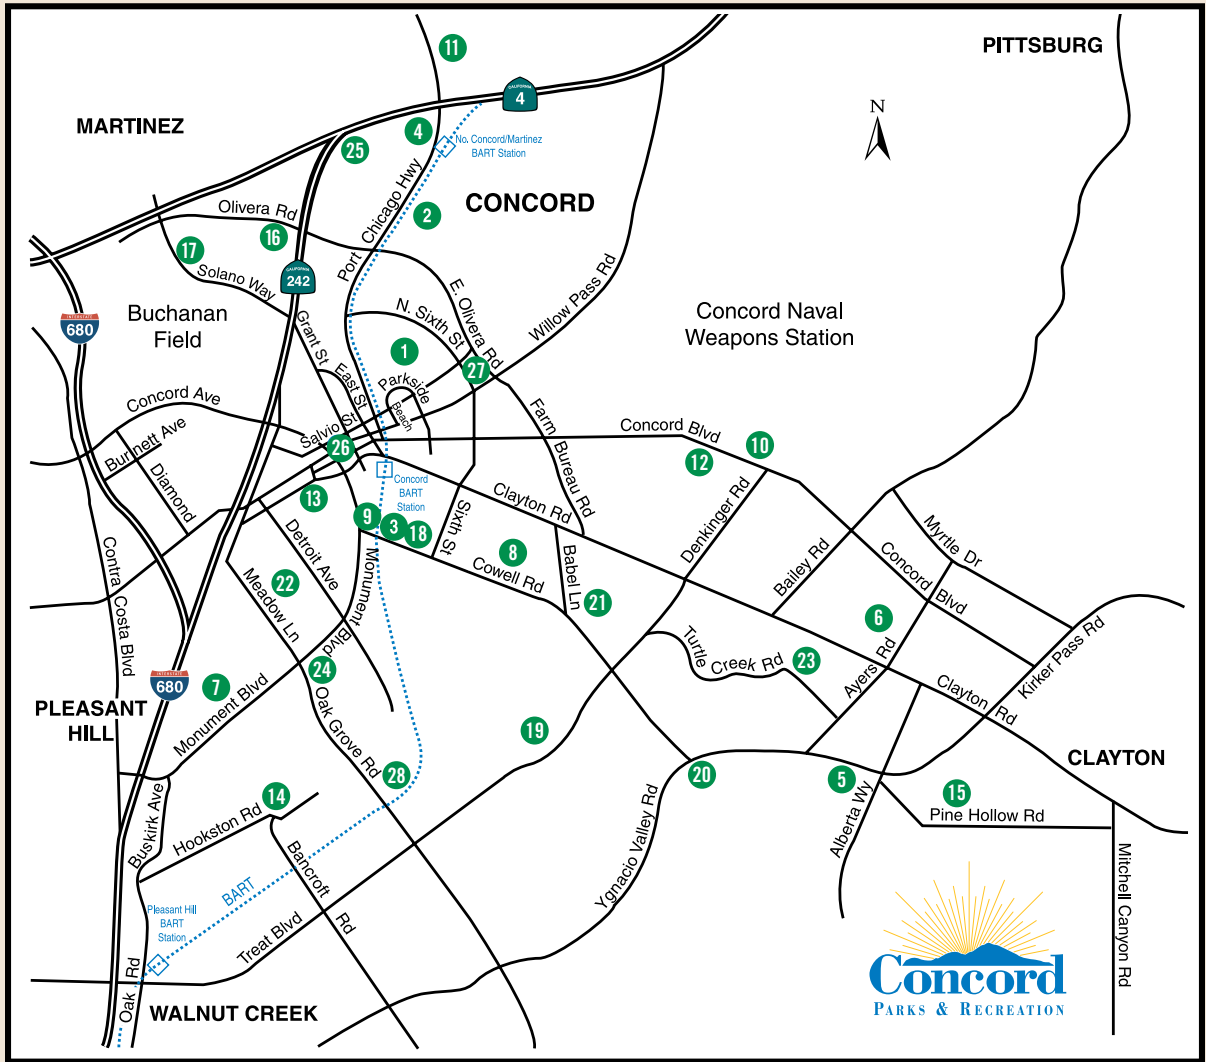 PITTSBURG
11
CALIFORNIA
4
MARTINEZ
4
25
No. Concord/Martinez
BART Station
N
CONCORD
Port Chicago Hwy
2
Olivera Rd
16
17
Solano Way
CALIFORNIA
242
INTERSTATE
680
Buchanan
Field
Concord Naval
Weapons Station
E. Olivera Rd
Willow Pass Rd
N. Sixth St
Grant St
East St
1
27
Parkside
Beach
Concord Ave
Burnett Ave
Diamond
Salvio St
26
Farm Bureau Rd
Concord Blvd
10
12
Concord
BART
Station
13
Clayton Rd
Sixth St
9
3
18
8
Cowell Rd
Babel Ln
21
Denkinger Rd
Bailey Rd
Myrtle Dr
Concord Blvd
Detroit Ave
Monument Blvd
22
Meadow Ln
Contra Costa Blvd
24
6
Turtle
Creek Rd
23
Ayers Rd
Kirker Pass Rd
Clayton Rd
INTERSTATE
680
7
Monument Blvd
PLEASANT
HILL
Oak Grove Rd
19
CLAYTON
28
20
5
15
Pine Hollow Rd
Alberta Wy
Ygnacio Valley Rd
14
Hookston Rd
Buskirk Ave
Bancroft Rd
BART
Pleasant Hill
BART
Station
Treat Blvd
Oak Rd
Mitchell Canyon Rd
WALNUT CREEK
Concord
PARKS & RECREATION